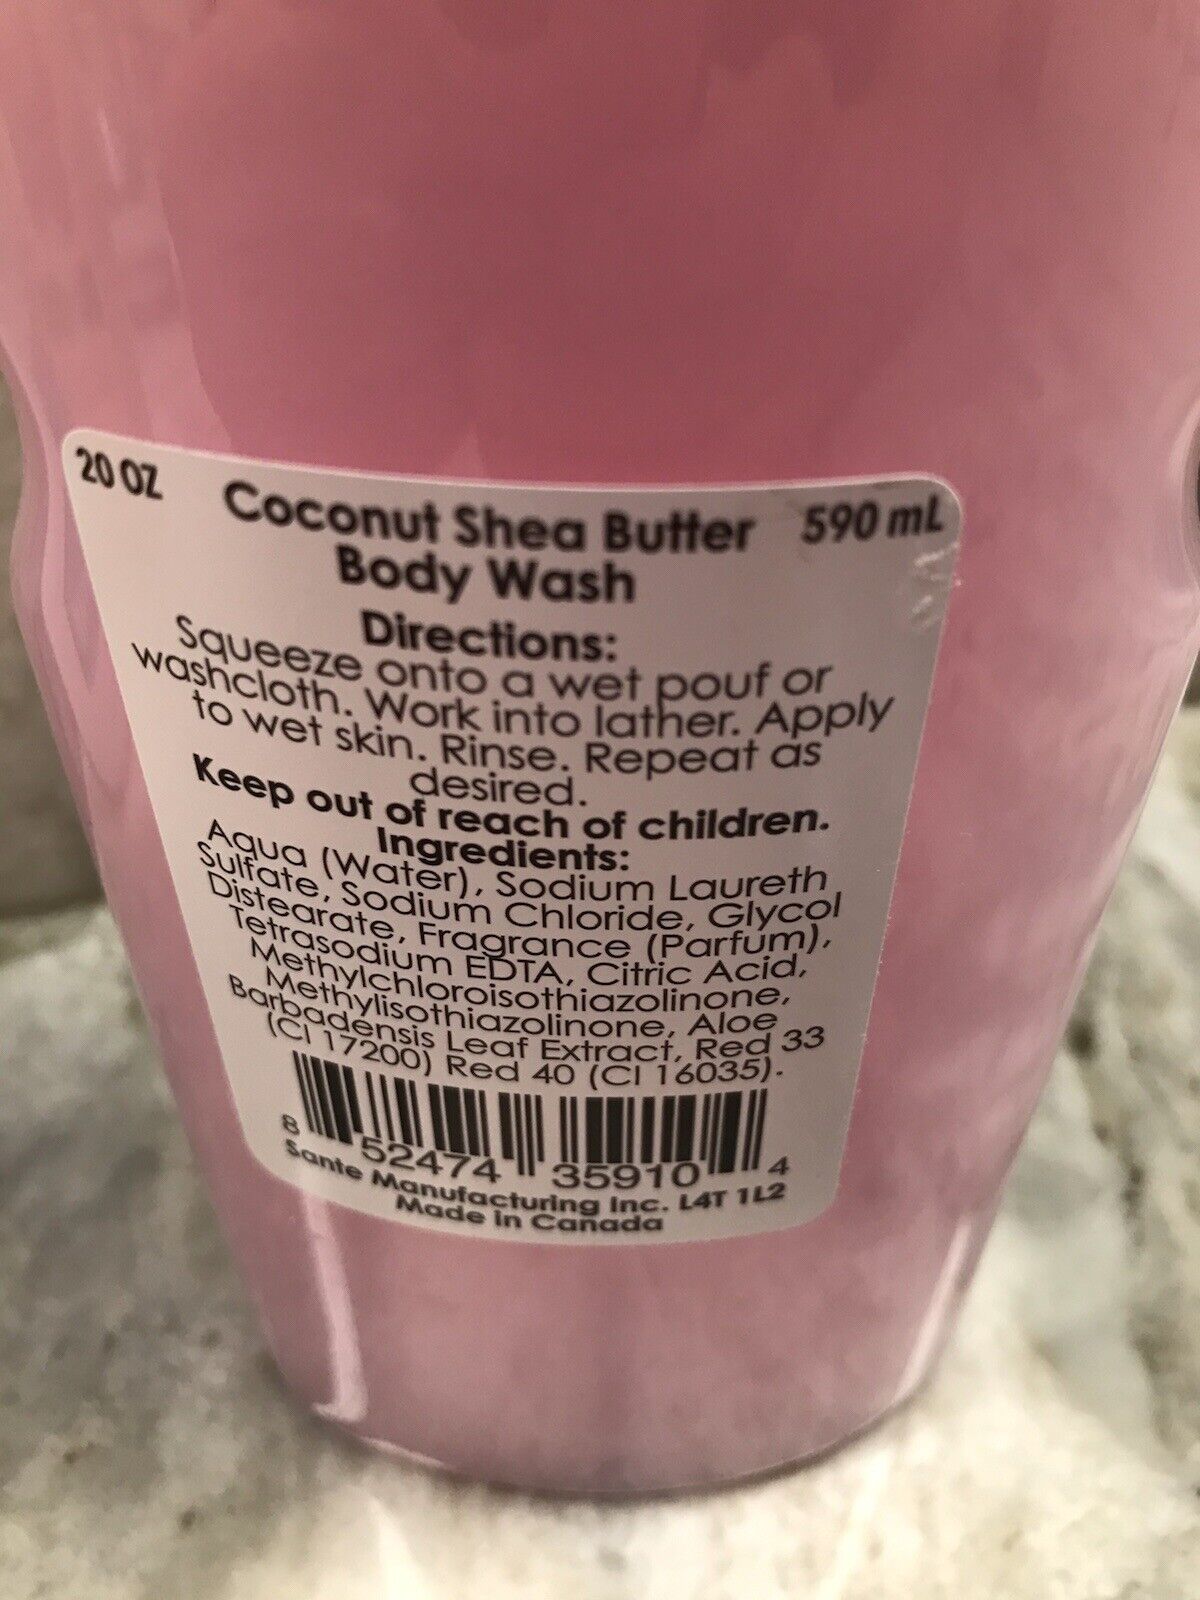 20 OZ Coconut Shea Butter 590 mL
Body Wash
Directions:
Squeeze onto a wet pouf or
washcloth. Work into lather. Apply
to wet skin. Rinse. Repeat as
desired.
Keep out of reach of children.
Ingredients:
Aqua (Water), Sodium Laureth
Sulfate, Sodium Chloride, Glycol
Distearate, Fragrance (Parfum),
Tetrasodium EDTA, Citric Acid,
Methylchloroisothiazolinone,
Methylisothiazolinone, Aloe
Barbadensis Leaf Extract, Red 33
(CI 17200) Red 40 (CI 16035).
8 52474 35910 4
Sante Manufacturing Inc. L4T 1L2
Made in Canada